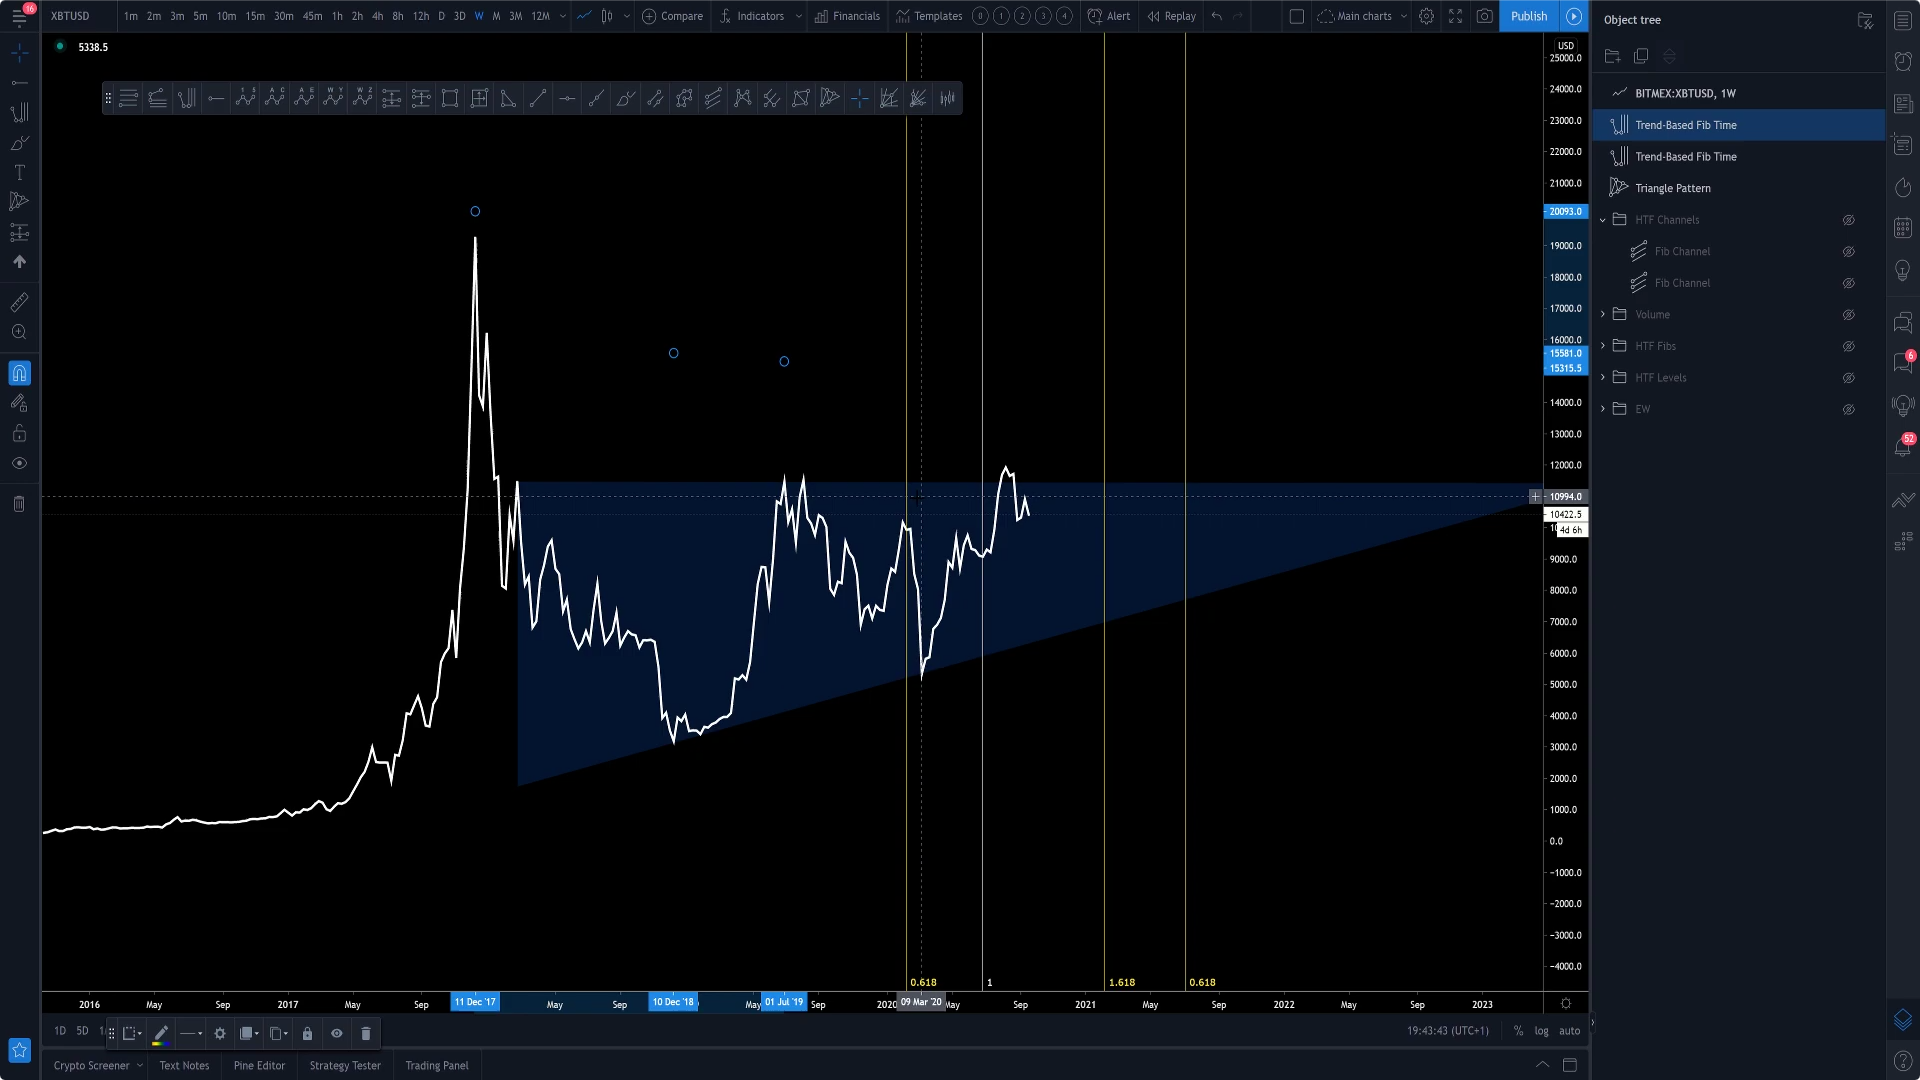 16
XBTUSD
1m 2m 3m 5m 10m 15m 30m 45m 1h 2h 4h 8h 12h D 3D W M 3M 12M
Compare
Indicators
Financials
Templates
0 1 2 3 4
Alert
Replay
Main charts
Publish
Object tree
5338.5
USD
25000.0
24000.0
23000.0
22000.0
21000.0
20093.0
19000.0
18000.0
17000.0
16000.0
15581.0
15315.5
14000.0
13000.0
12000.0
10994.0
10422.5
4d 6h
9000.0
8000.0
7000.0
6000.0
5000.0
4000.0
3000.0
2000.0
1000.0
0.0
−1000.0
−2000.0
−3000.0
−4000.0
BITMEX:XBTUSD, 1W
Trend-Based Fib Time
Trend-Based Fib Time
Triangle Pattern
HTF Channels
Fib Channel
Fib Channel
Volume
HTF Fibs
HTF Levels
EW
6
52
0.618 1 1.618 0.618
2016 May Sep 2017 May Sep 11 Dec '17 May Sep 10 Dec '18 May 01 Jul '19 Sep 2020 09 Mar '20 May Sep 2021 May Sep 2022 May Sep 2023
1D 5D
19:43:43 (UTC+1) % log auto
Crypto Screener Text Notes Pine Editor Strategy Tester Trading Panel